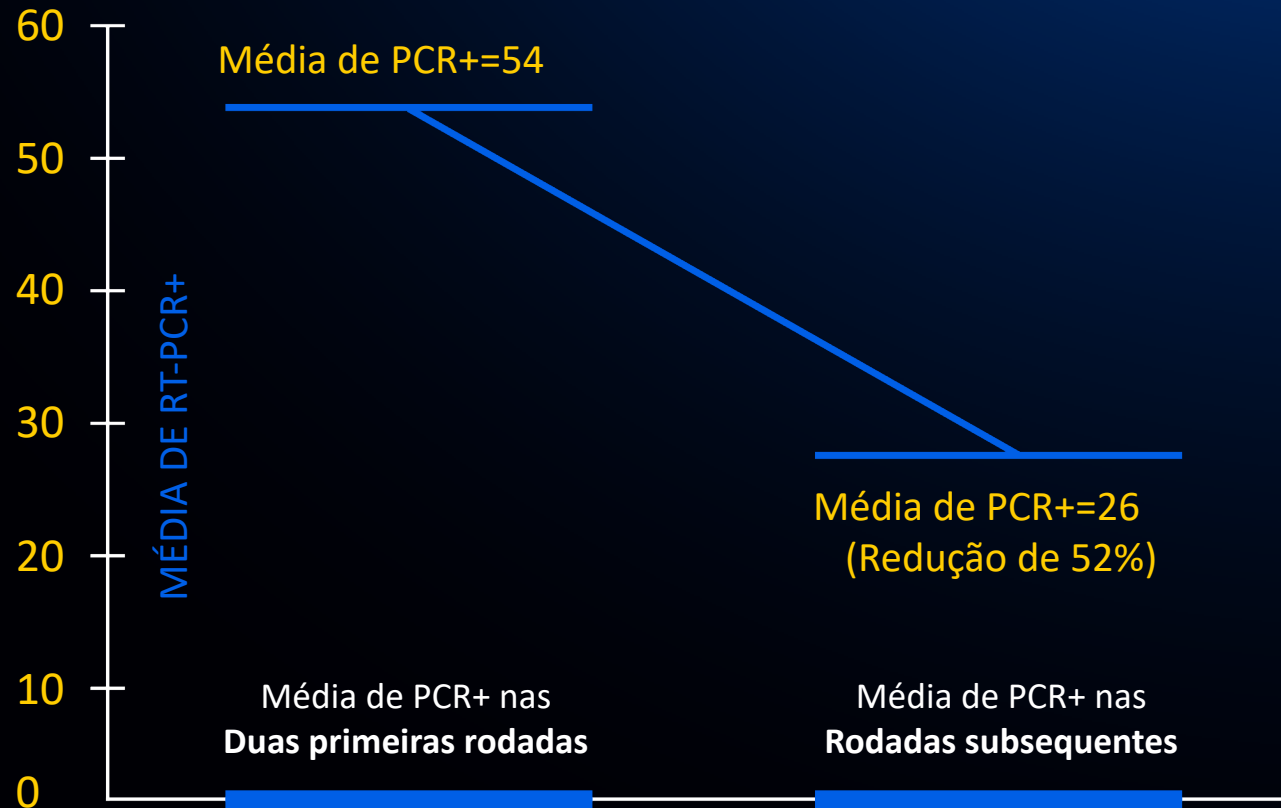 60
50
40
30
20
10
0
MÉDIA DE RT-PCR+
Média de PCR+=54
Média de PCR+=26
(Redução de 52%)
Média de PCR+ nas
Duas primeiras rodadas
Média de PCR+ nas
Rodadas subsequentes